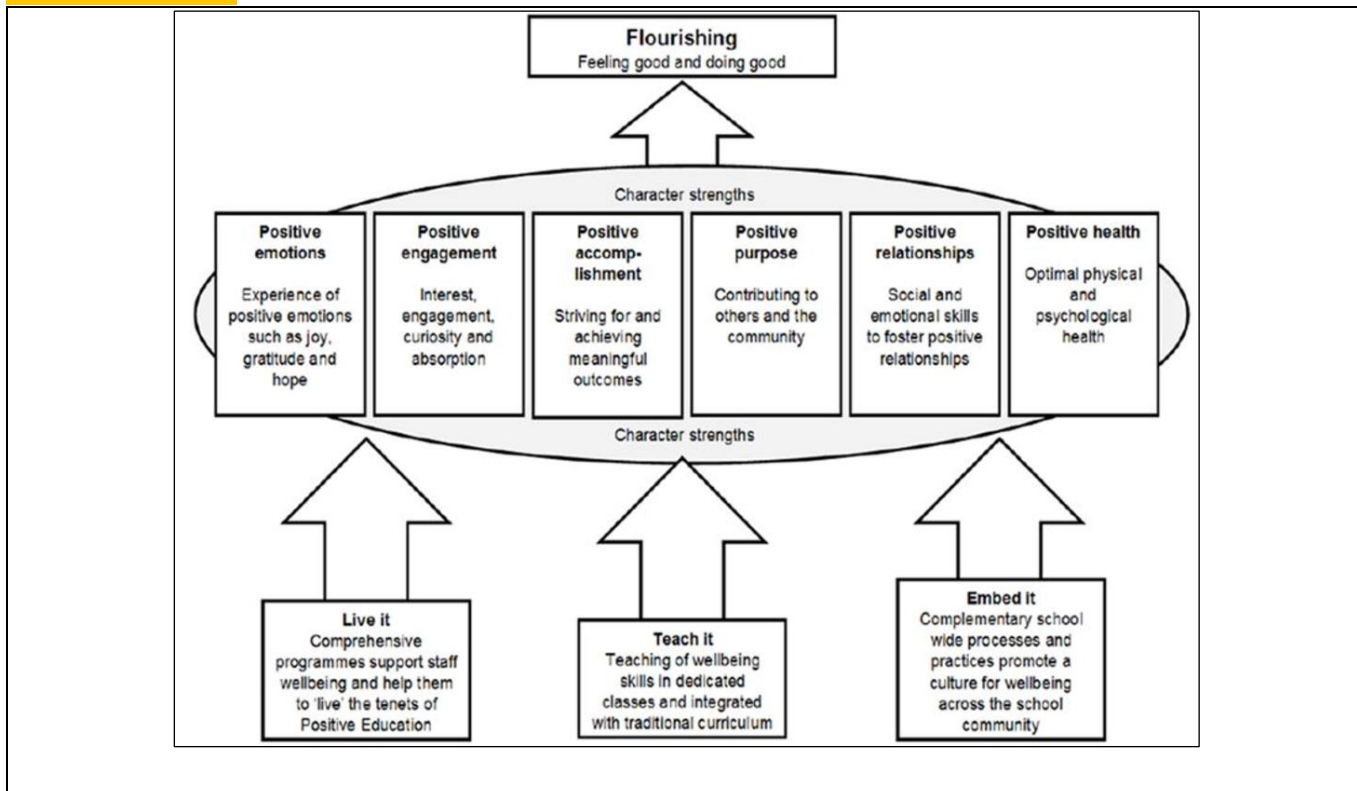 Flourishing
Feeling good and doing good
Character strengths
Positive
emotions
Experience of
positive emotions
such as joy,
gratitude and
hope
Positive
engagement
Interest,
engagement,
curiosity and
absorption
Positive
accomp-
lishment
Striving for and
achieving
meaningful
outcomes
Positive
purpose
Contributing to
others and the
community
Positive
relationships
Social and
emotional skills
to foster positive
relationships
Positive health
Optimal physical
and
psychological
health
Character strengths
Live it
Comprehensive
programmes support staff
wellbeing and help them
to 'live' the tenets of
Positive Education
Teach it
Teaching of wellbeing
skills in dedicated
classes and integrated
with traditional curriculum
Embed it
Complementary school
wide processes and
practices promote a
culture for wellbeing
across the school
community